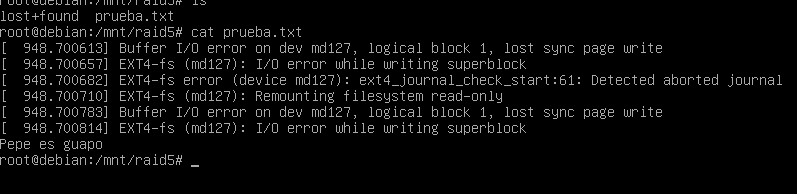 root@debian:/mnt/raid5# ls
lost+found  prueba.txt
root@debian:/mnt/raid5# cat prueba.txt
[  948.700613] Buffer I/O error on dev md127, logical block 1, lost sync page write
[  948.700657] EXT4-fs (md127): I/O error while writing superblock
[  948.700682] EXT4-fs error (device md127): ext4_journal_check_start:61: Detected aborted journal
[  948.700710] EXT4-fs (md127): Remounting filesystem read-only
[  948.700783] Buffer I/O error on dev md127, logical block 1, lost sync page write
[  948.700814] EXT4-fs (md127): I/O error while writing superblock
Pepe es guapo
root@debian:/mnt/raid5# _